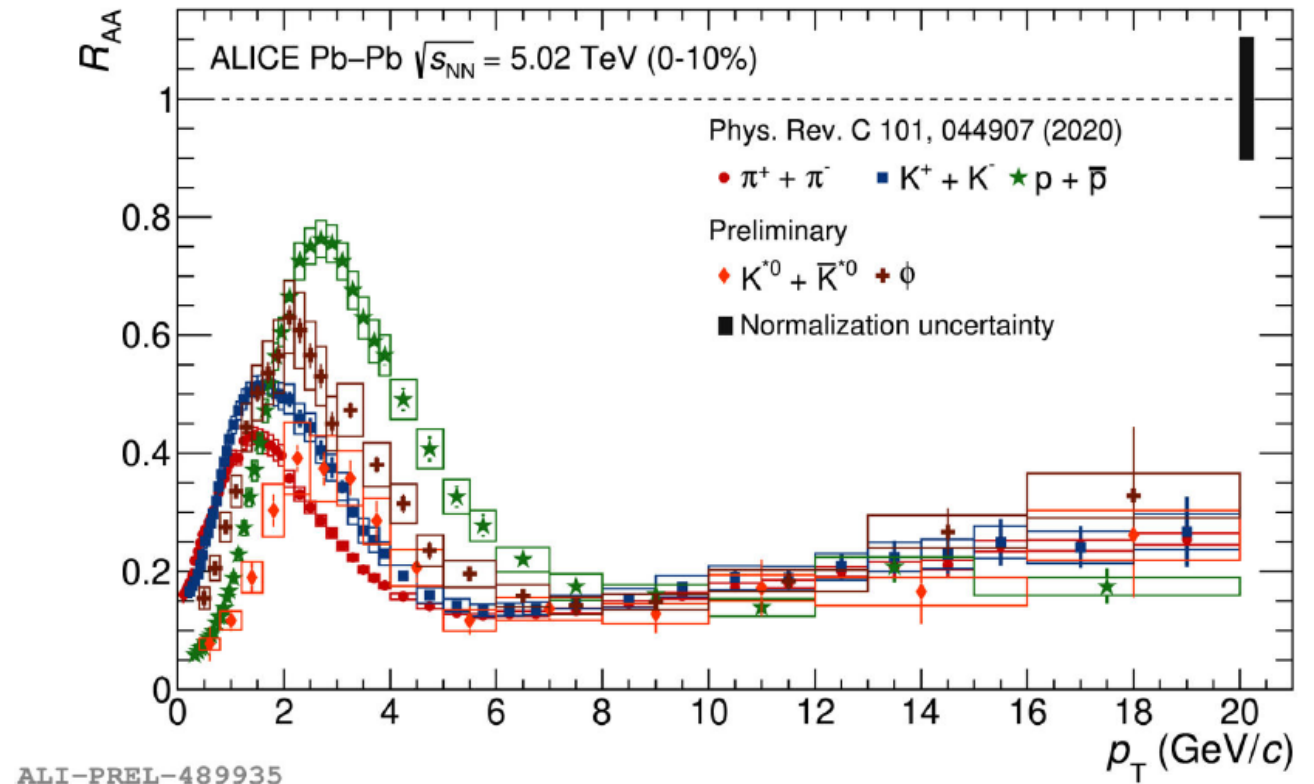 R_AA
ALICE Pb–Pb √s_NN = 5.02 TeV (0-10%)
1
Phys. Rev. C 101, 044907 (2020)
π⁺ + π⁻ K⁺ + K⁻ p + p̅
0.8
Preliminary
K*⁰ + K̅*⁰ ϕ
Normalization uncertainty
0.6
0.4
0.2
0
0 2 4 6 8 10 12 14 16 18 20
p_T (GeV/c)
ALI-PREL-489935